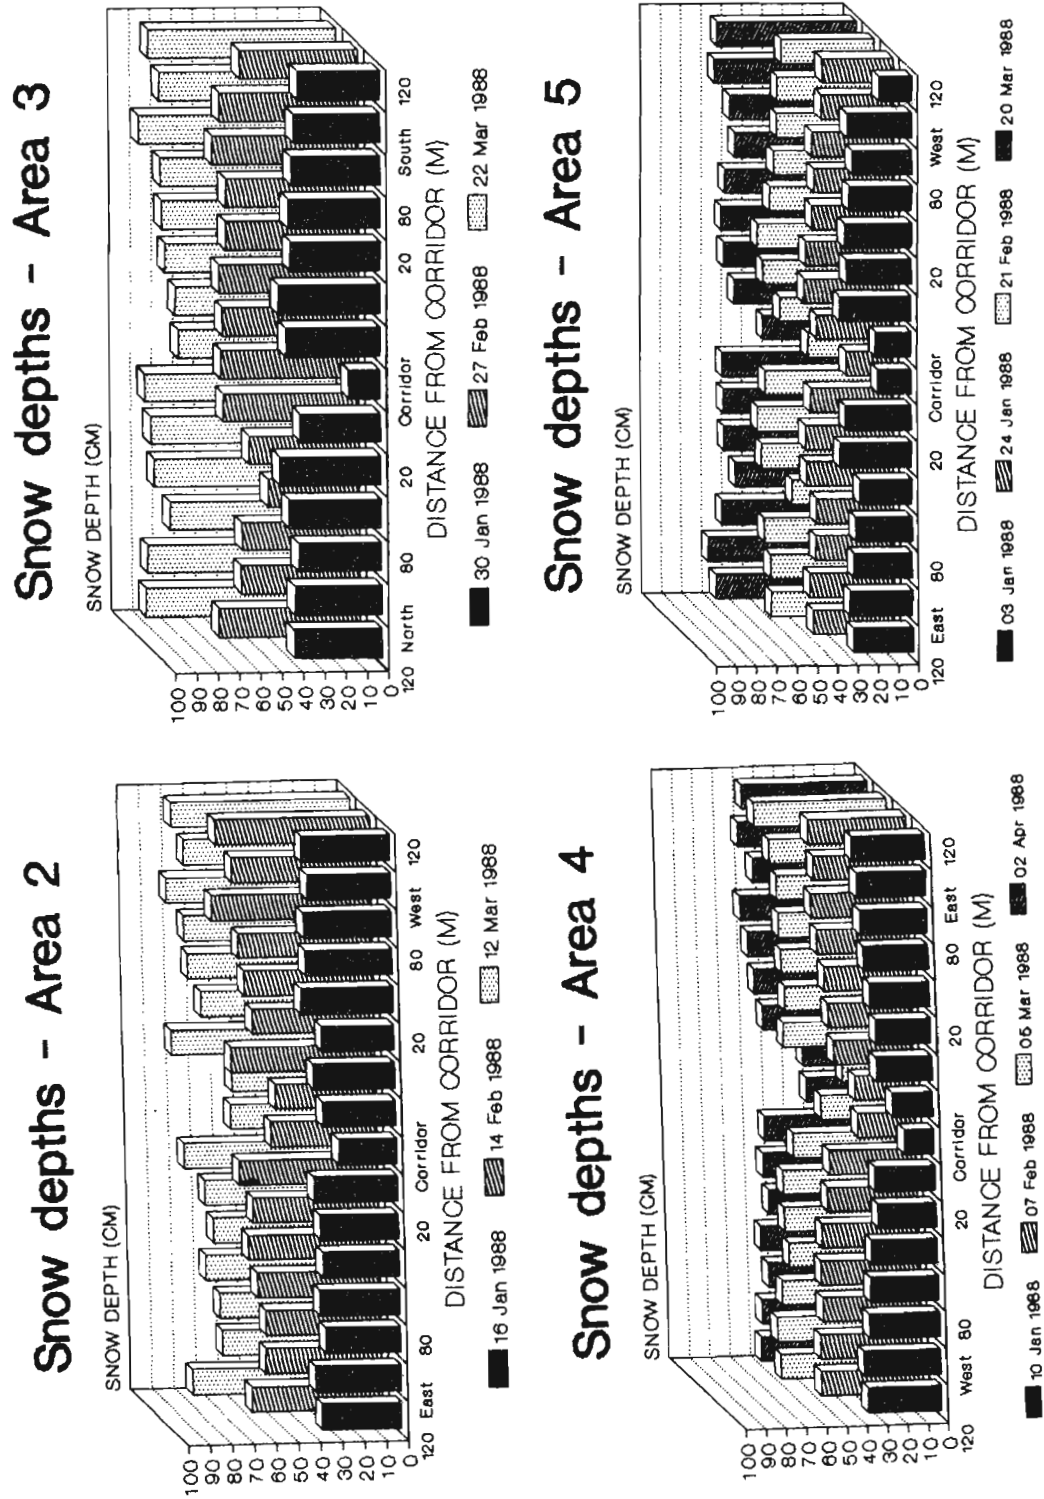 Snow depths - Area 2
SNOW DEPTH (CM)
100
90
80
70
60
50
40
30
20
10
0
120 East 80 20 Corridor 20 80 West 120
DISTANCE FROM CORRIDOR (M)
16 Jan 1988 14 Feb 1988 12 Mar 1988
Snow depths - Area 3
SNOW DEPTH (CM)
100
90
80
70
60
50
40
30
20
10
0
120 North 80 20 Corridor 20 80 South 120
DISTANCE FROM CORRIDOR (M)
30 Jan 1988 27 Feb 1988 22 Mar 1988
Snow depths - Area 4
SNOW DEPTH (CM)
100
90
80
70
60
50
40
30
20
10
0
120 West 80 20 Corridor 20 80 East 120
DISTANCE FROM CORRIDOR (M)
10 Jan 1988 07 Feb 1988 05 Mar 1988 02 Apr 1988
Snow depths - Area 5
SNOW DEPTH (CM)
100
90
80
70
60
50
40
30
20
10
0
120 East 80 20 Corridor 20 80 West 120
DISTANCE FROM CORRIDOR (M)
03 Jan 1988 24 Jan 1988 21 Feb 1988 20 Mar 1988